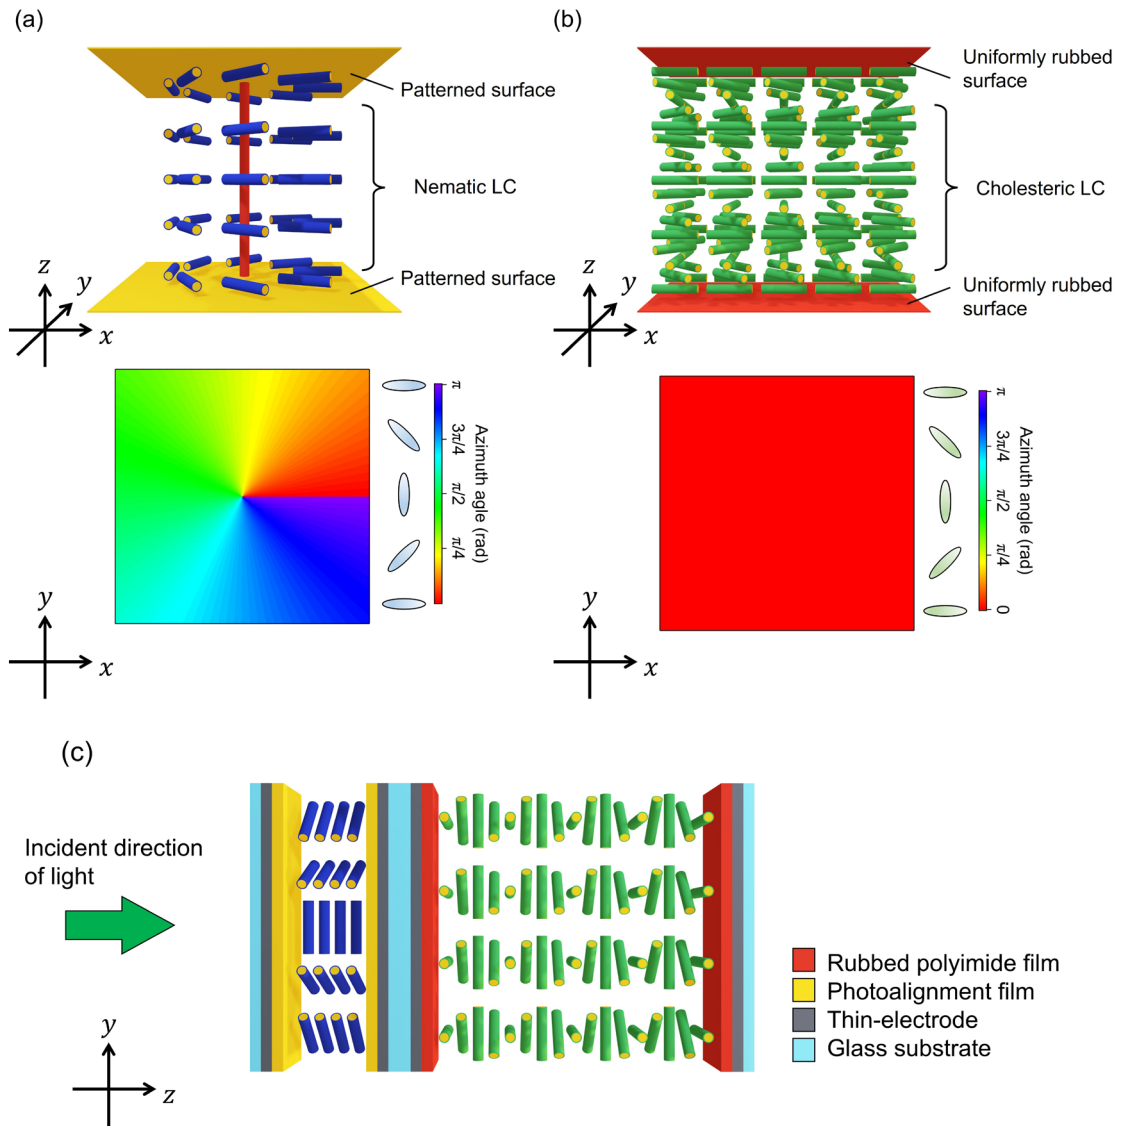 (a)
Patterned surface
Nematic LC
Patterned surface
z
y
x
π
3π/4
π/2
π/4
Azimuth agle (rad)
y
x
(b)
Uniformly rubbed
surface
Cholesteric LC
Uniformly rubbed
surface
z
y
x
π
3π/4
π/2
π/4
0
Azimuth angle (rad)
y
x
(c)
Incident direction
of light
y
z
Rubbed polyimide film
Photoalignment film
Thin-electrode
Glass substrate